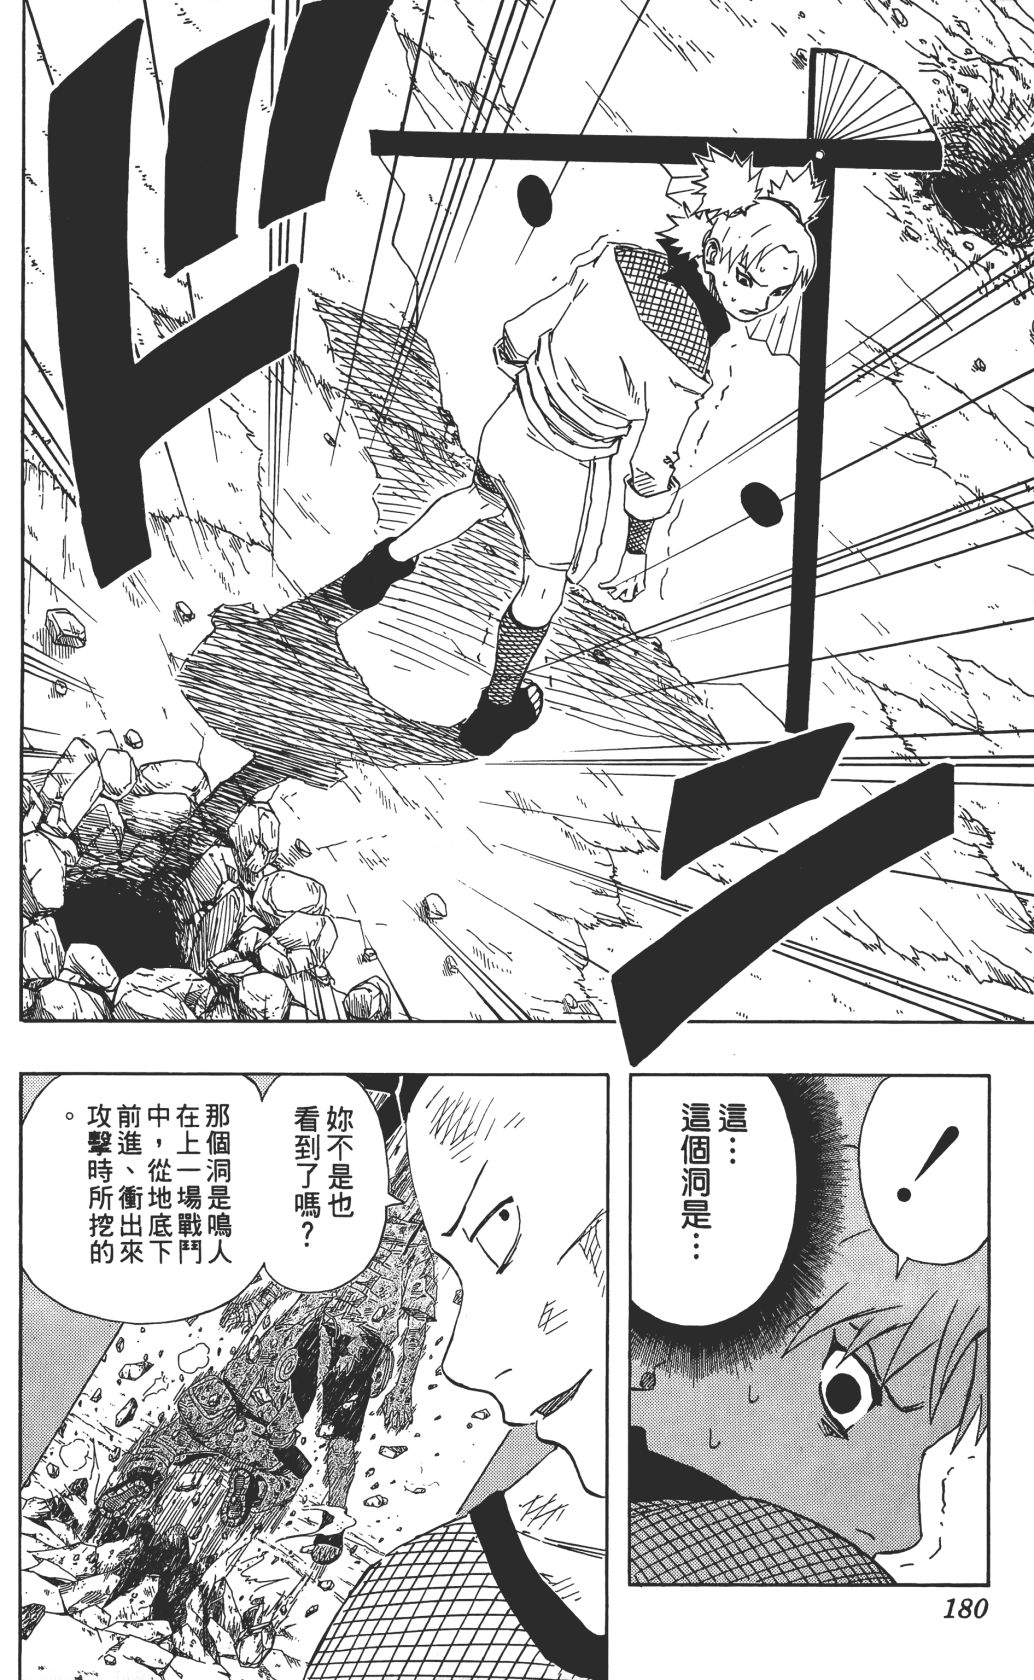 ドドッ
！
這…
這個洞是…
妳不是也
看到了嗎？
那個洞是鳴人
在上一場戰鬥
中，從地底下
前進、衝出來
攻擊時所挖的
。
180